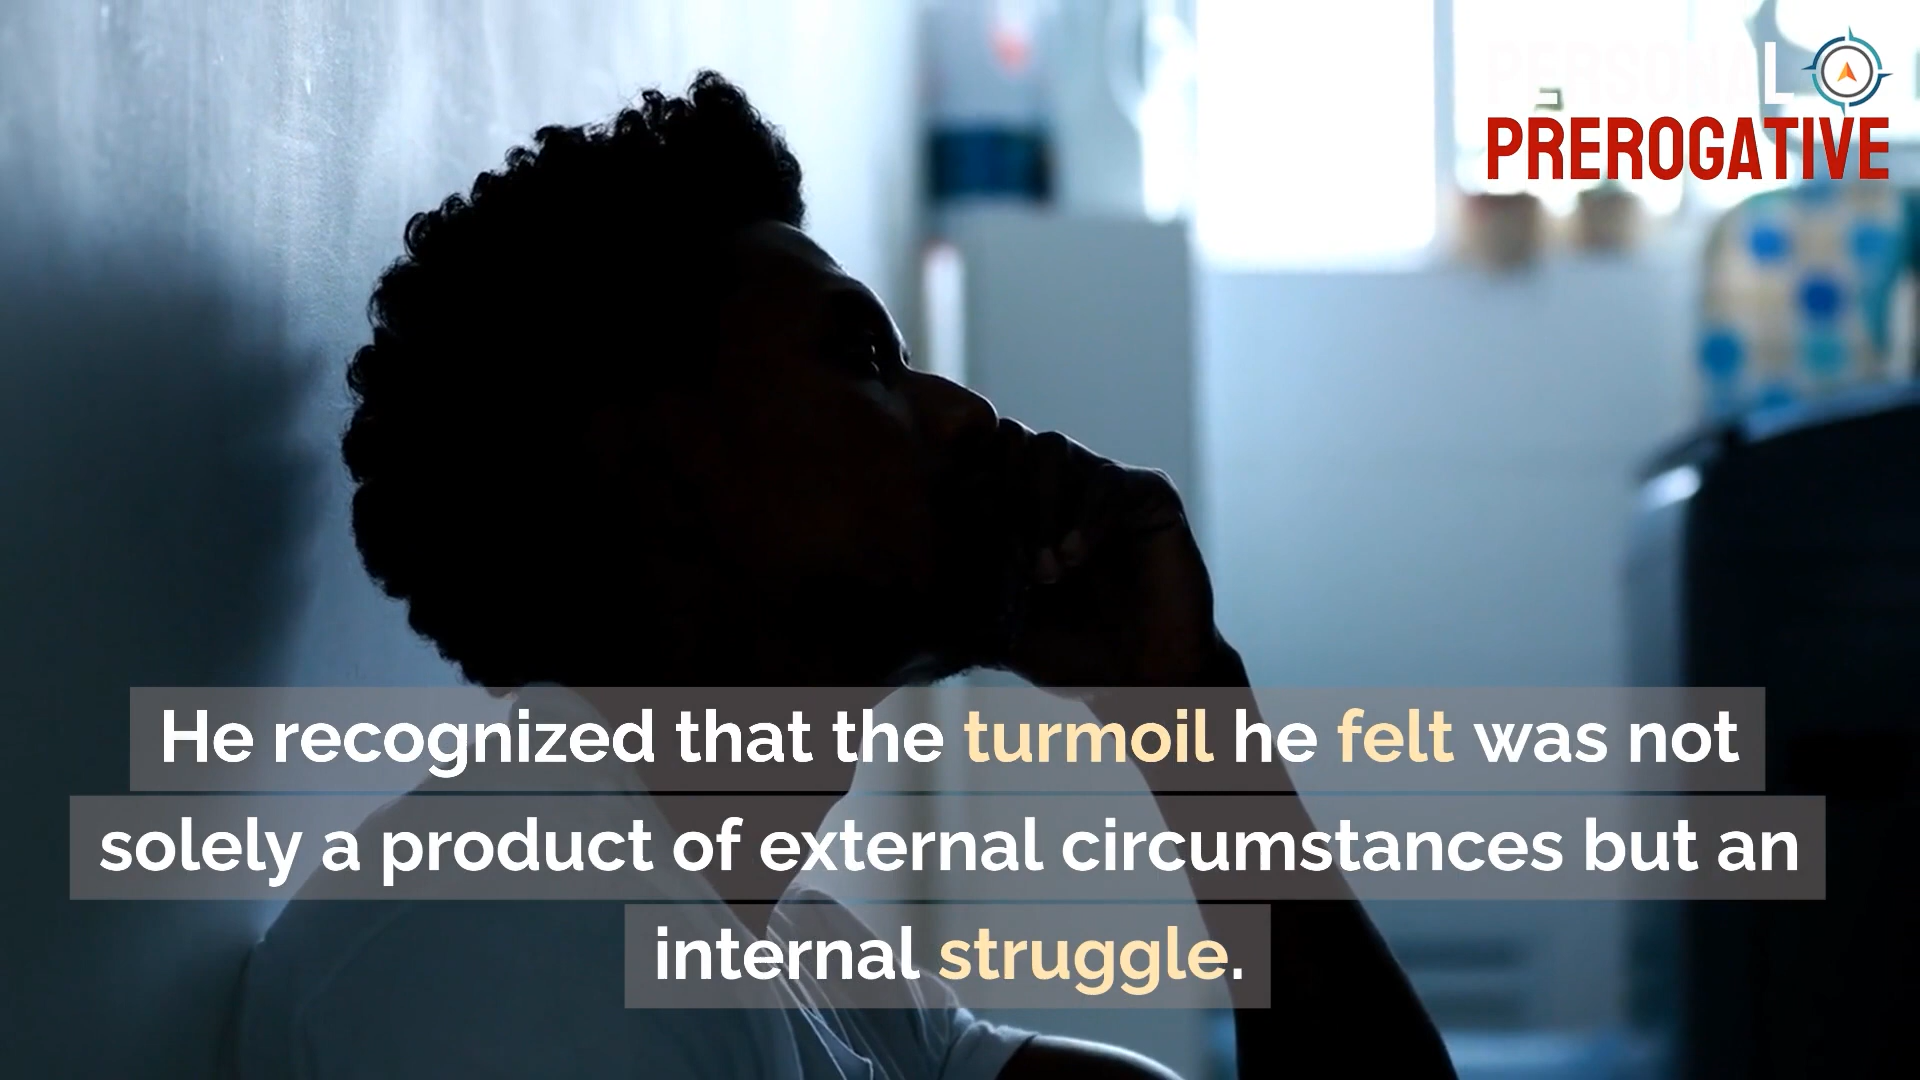 PERSONAL
PREROGATIVE
He recognized that the turmoil he felt was not
solely a product of external circumstances but an
internal struggle.